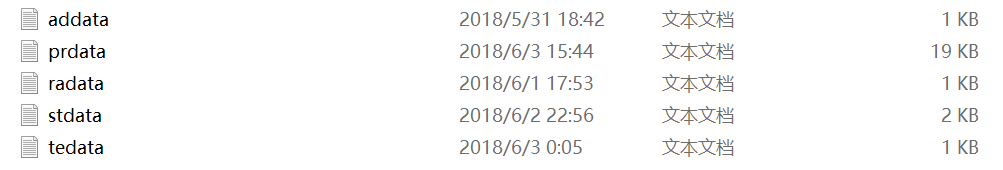 addata 2018/5/31 18:42 文本文档 1 KB
prdata 2018/6/3 15:44 文本文档 19 KB
radata 2018/6/1 17:53 文本文档 1 KB
stdata 2018/6/2 22:56 文本文档 2 KB
tedata 2018/6/3 0:05 文本文档 1 KB